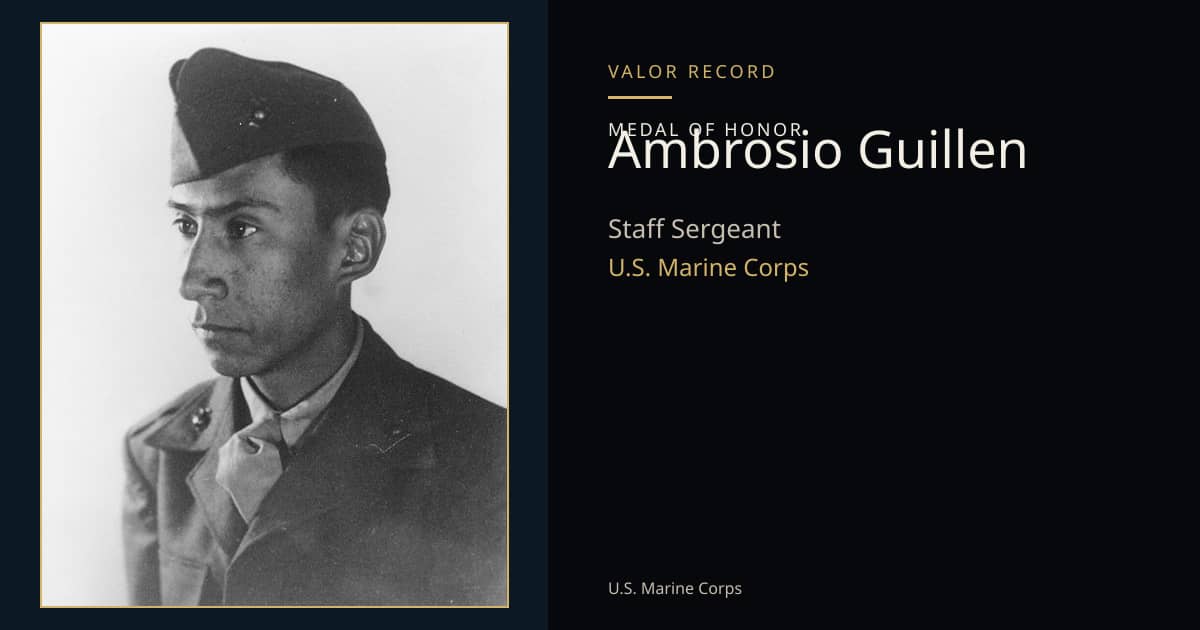 VALOR RECORD
MEDAL OF HONOR
Ambrosio Guillen
Staff Sergeant
U.S. Marine Corps
U.S. Marine Corps